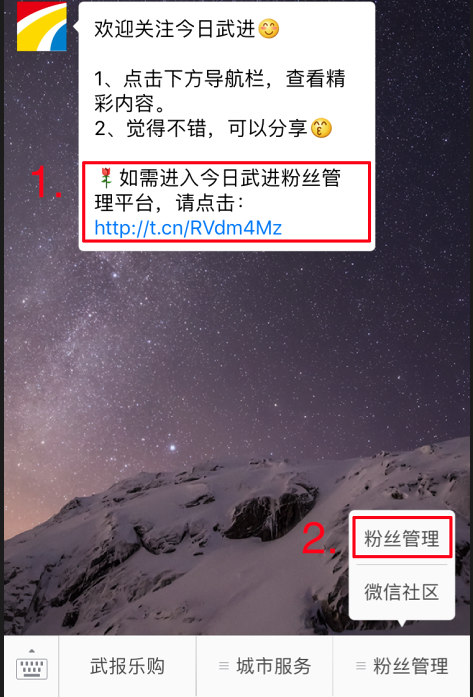 欢迎关注今日武进😊
1、点击下方导航栏，查看精
彩内容。
2、觉得不错，可以分享😙
1.
🌹如需进入今日武进粉丝管
理平台，请点击：
http://t.cn/RVdm4Mz
2.
粉丝管理
微信社区
武报乐购
城市服务
粉丝管理